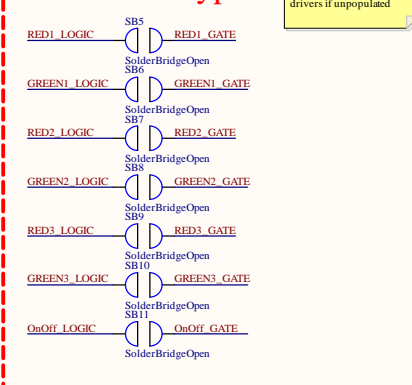 drivers if unpopulated
SB5
RED1_LOGIC RED1_GATE
SolderBridgeOpen
SB6
GREEN1_LOGIC GREEN1_GATE
SolderBridgeOpen
SB7
RED2_LOGIC RED2_GATE
SolderBridgeOpen
SB8
GREEN2_LOGIC GREEN2_GATE
SolderBridgeOpen
SB9
RED3_LOGIC RED3_GATE
SolderBridgeOpen
SB10
GREEN3_LOGIC GREEN3_GATE
SolderBridgeOpen
SB11
OnOff_LOGIC OnOff_GATE
SolderBridgeOpen